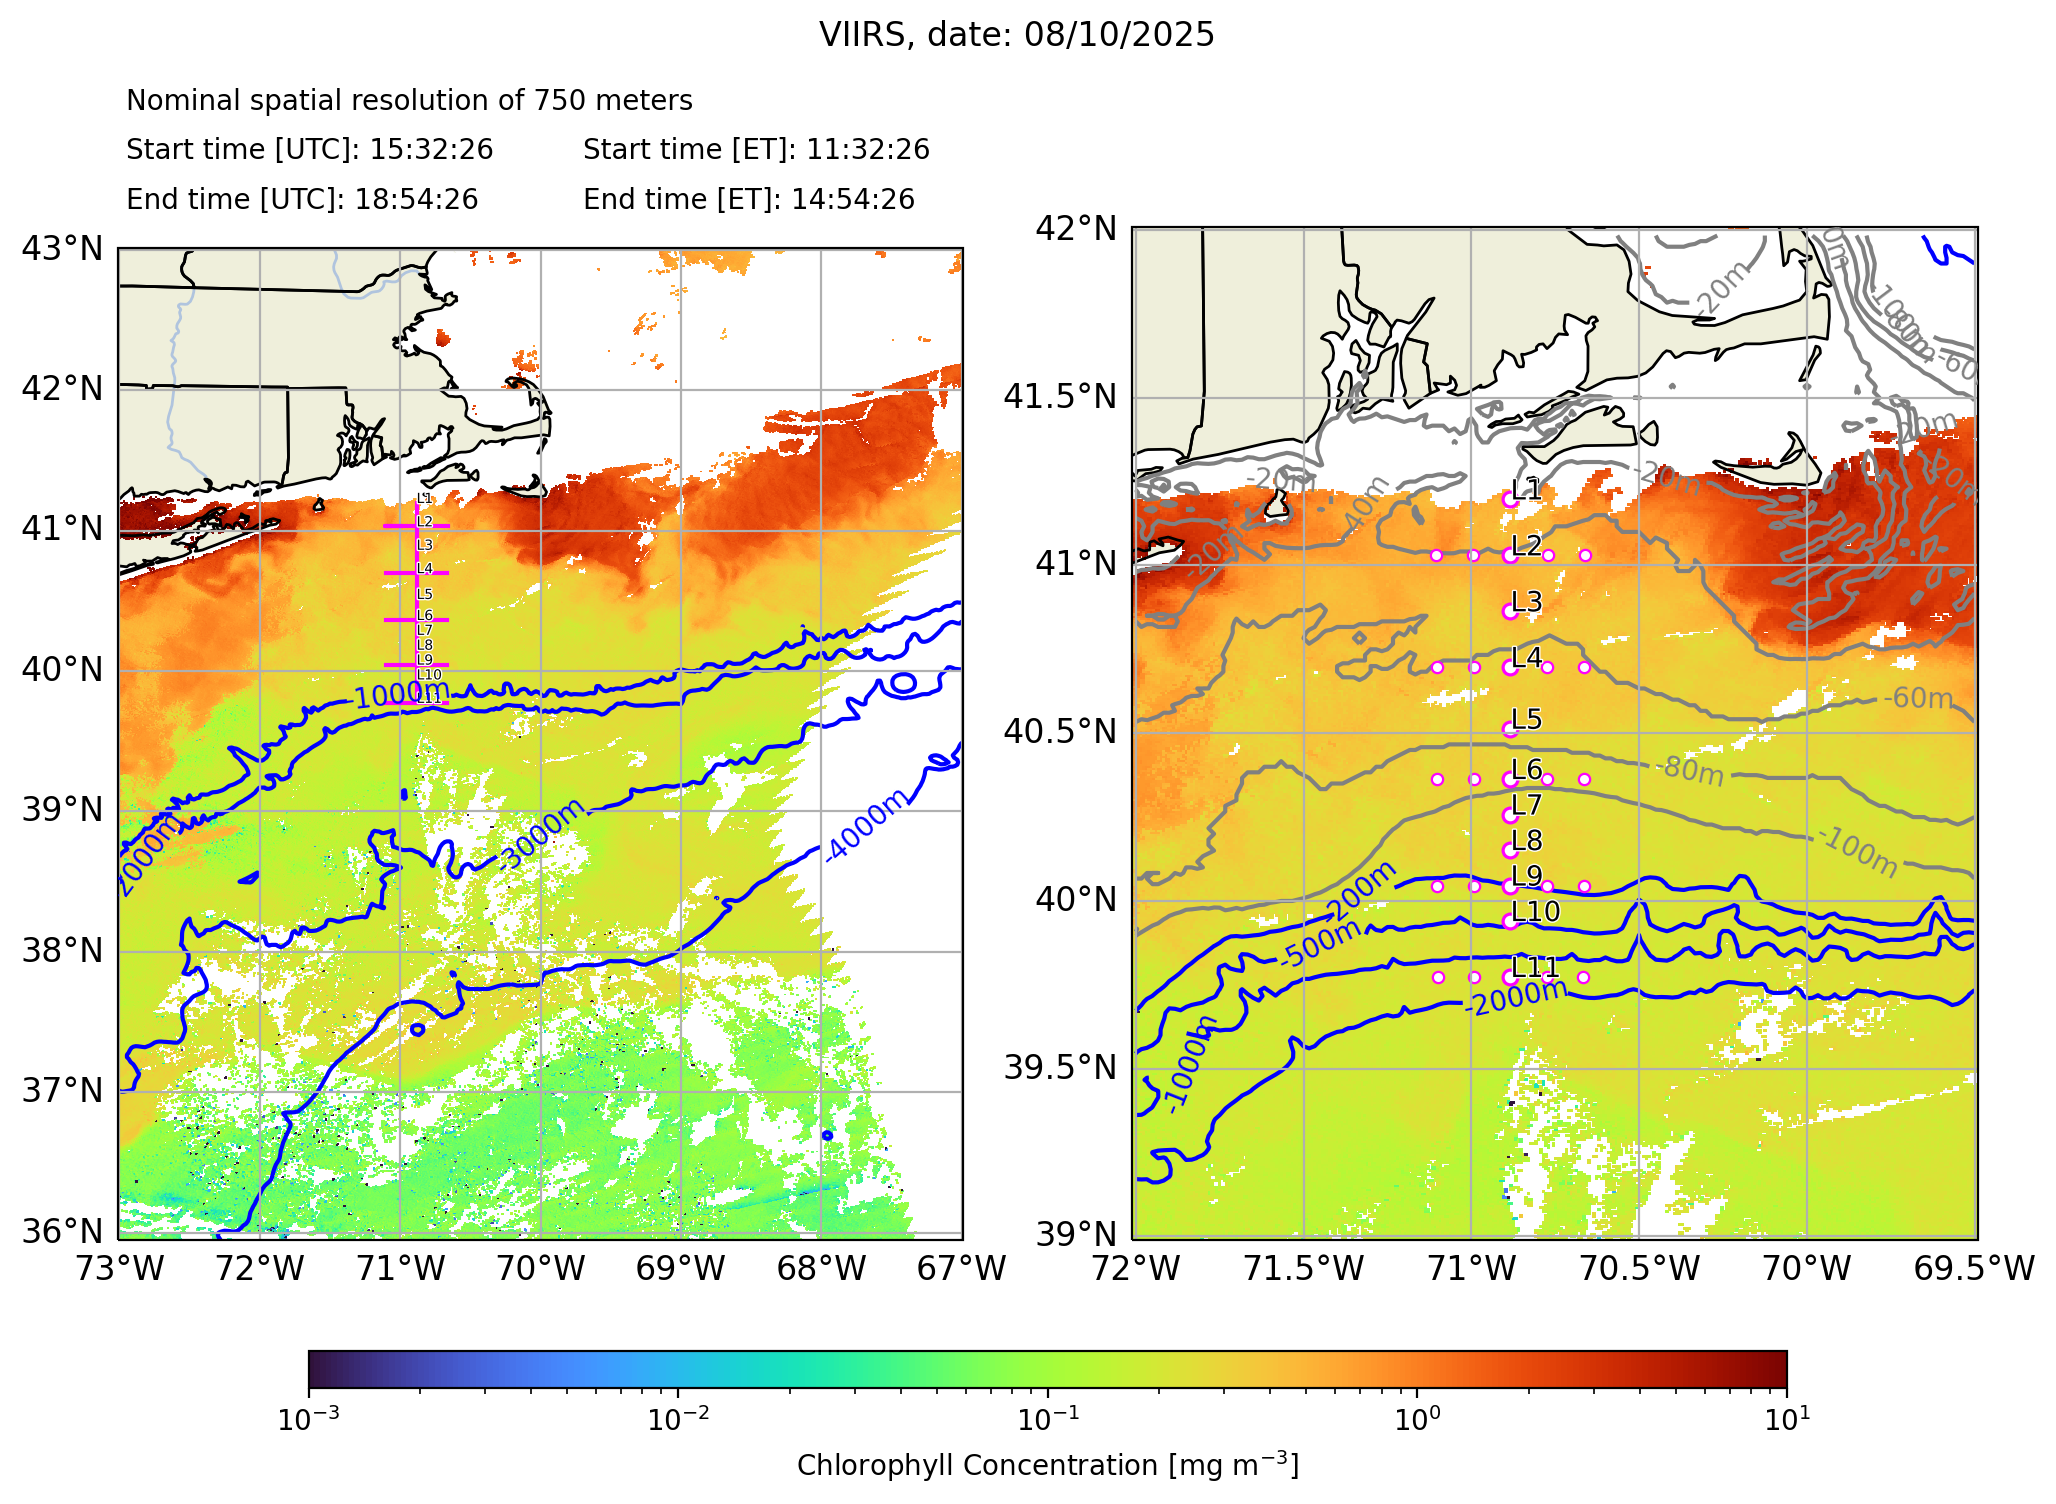 VIIRS, date: 08/10/2025
Nominal spatial resolution of 750 meters
Start time [UTC]: 15:32:26 Start time [ET]: 11:32:26
End time [UTC]: 18:54:26 End time [ET]: 14:54:26
43°N
42°N
41°N
40°N
39°N
38°N
37°N
36°N
73°W 72°W 71°W 70°W 69°W 68°W 67°W
L1
L2
L3
L4
L5
L6
L7
L8
L9
L10
L11
-1000m
-3000m
-4000m
42°N
41.5°N
41°N
40.5°N
40°N
39.5°N
39°N
72°W 71.5°W 71°W 70.5°W 70°W 69.5°W
-20m
-100m
-80m
-20m
-20m
-40m
-20m
L1
L2
L3
L4
-60m
L5
L6
-80m
L7
L8
-100m
L9
-200m
L10
-500m
L11
-2000m
-1000m
10⁻³ 10⁻² 10⁻¹ 10⁰ 10¹
Chlorophyll Concentration [mg m⁻³]